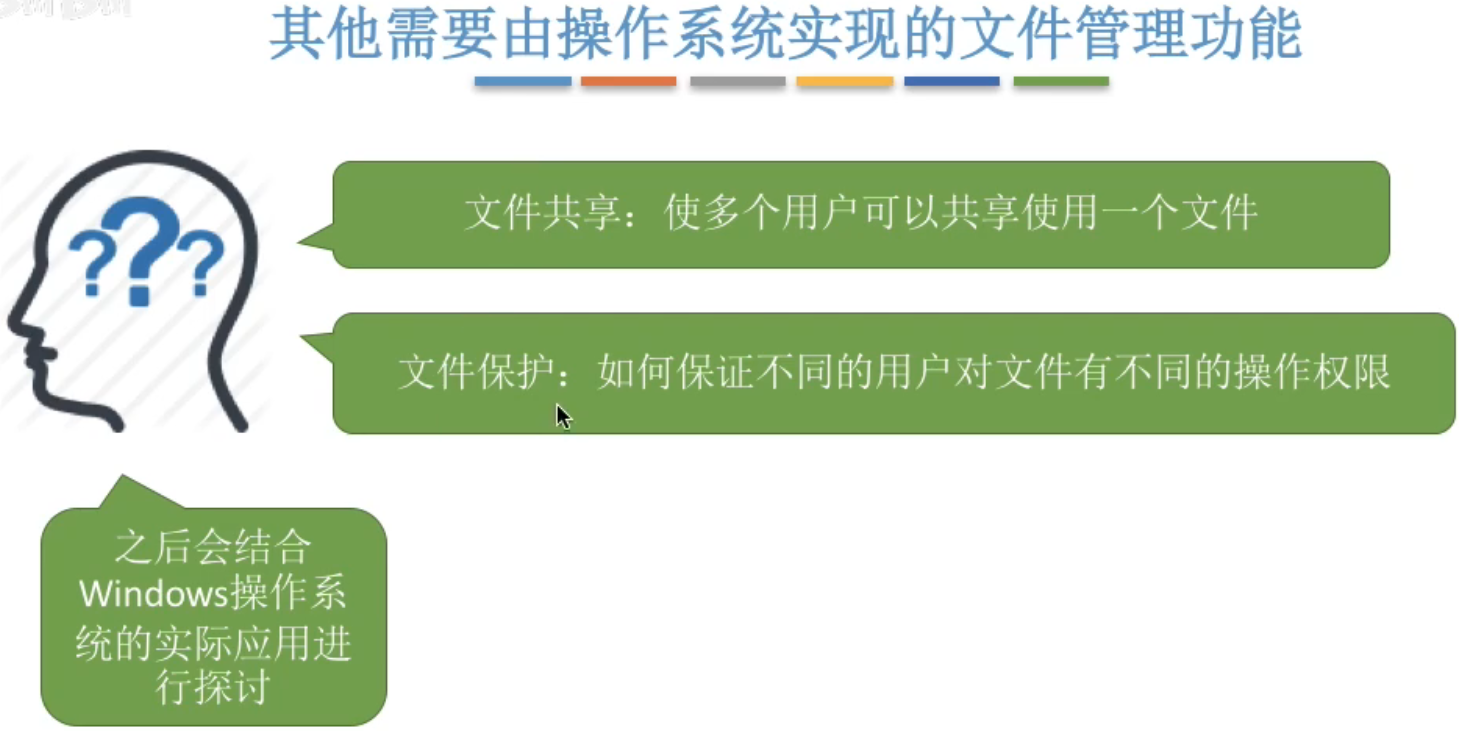 其他需要由操作系统实现的文件管理功能
???
文件共享：使多个用户可以共享使用一个文件
文件保护：如何保证不同的用户对文件有不同的操作权限
之后会结合
Windows操作系
统的实际应用进
行探讨